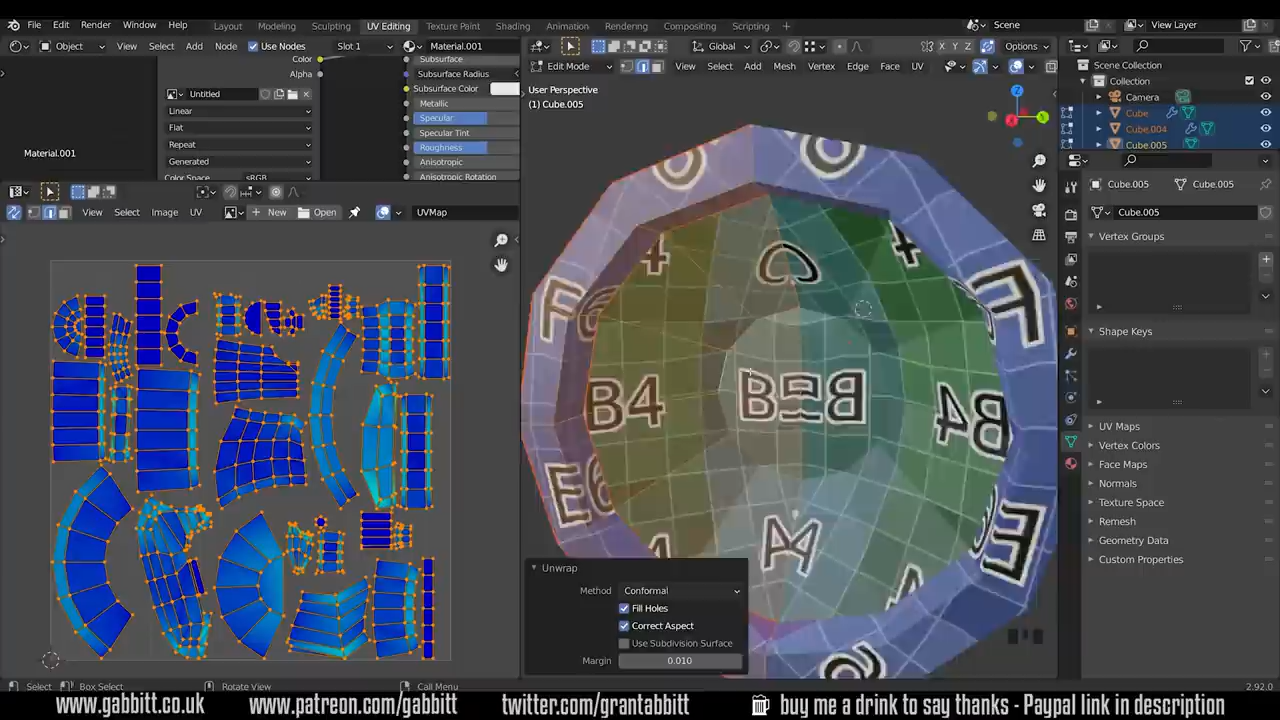 File Edit Render Window Help Layout Modeling Sculpting UV Editing Texture Paint Shading Animation Rendering Compositing Scripting + Scene View Layer
Object View Select Add Node Use Nodes Slot 1 Material.001 Global X Y Z Options
Edit Mode View Select Add Mesh Vertex Edge Face UV
Color
Alpha
Untitled
Linear
Flat
Repeat
Generated
Color Space sRGB
Material.001
Subsurface
Subsurface Radius
Subsurface Color
Metallic
Specular
Specular Tint
Roughness
Anisotropic
Anisotropic Rotation
View Select Image UV + New Open UVMap
User Perspective
(1) Cube.005
Z
Scene Collection
Collection
Camera
Cube
Cube.004
Cube.005
Cube.005 Cube.005
Cube.005
Vertex Groups
Shape Keys
UV Maps
Vertex Colors
Face Maps
Normals
Texture Space
Remesh
Geometry Data
Custom Properties
4
4
F6
F
B4
B
B
B4
E6
A4
E
Unwrap
Method Conformal
Fill Holes
Correct Aspect
Use Subdivision Surface
Margin 0.010
Select Box Select Rotate View Call Menu 2.92.0
www.gabbitt.co.uk www.patreon.com/gabbitt twitter.com/grantabbitt buy me a drink to say thanks - Paypal link in description